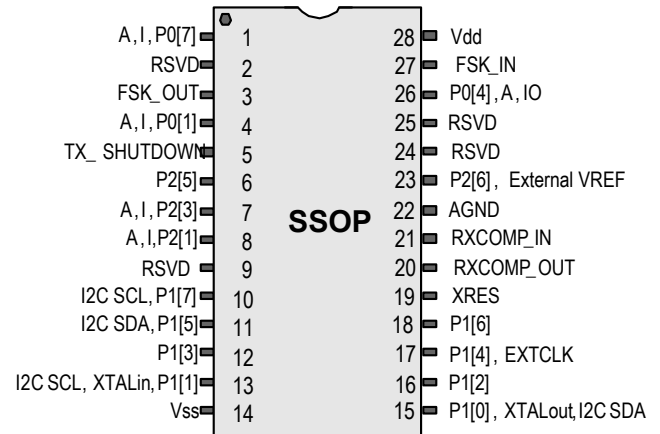 A,I,P0[7] 1 28 Vdd
RSVD 2 27 FSK_IN
FSK_OUT 3 26 P0[4],A,IO
A,I,P0[1] 4 25 RSVD
TX_ SHUTDOWN 5 24 RSVD
P2[5] 6 23 P2[6], External VREF
A,I,P2[3] 7 22 AGND
SSOP
A,I,P2[1] 8 21 RXCOMP_IN
RSVD 9 20 RXCOMP_OUT
I2C SCL,P1[7] 10 19 XRES
I2C SDA,P1[5] 11 18 P1[6]
P1[3] 12 17 P1[4], EXTCLK
I2C SCL, XTALin,P1[1] 13 16 P1[2]
Vss 14 15 P1[0], XTALout,I2C SDA